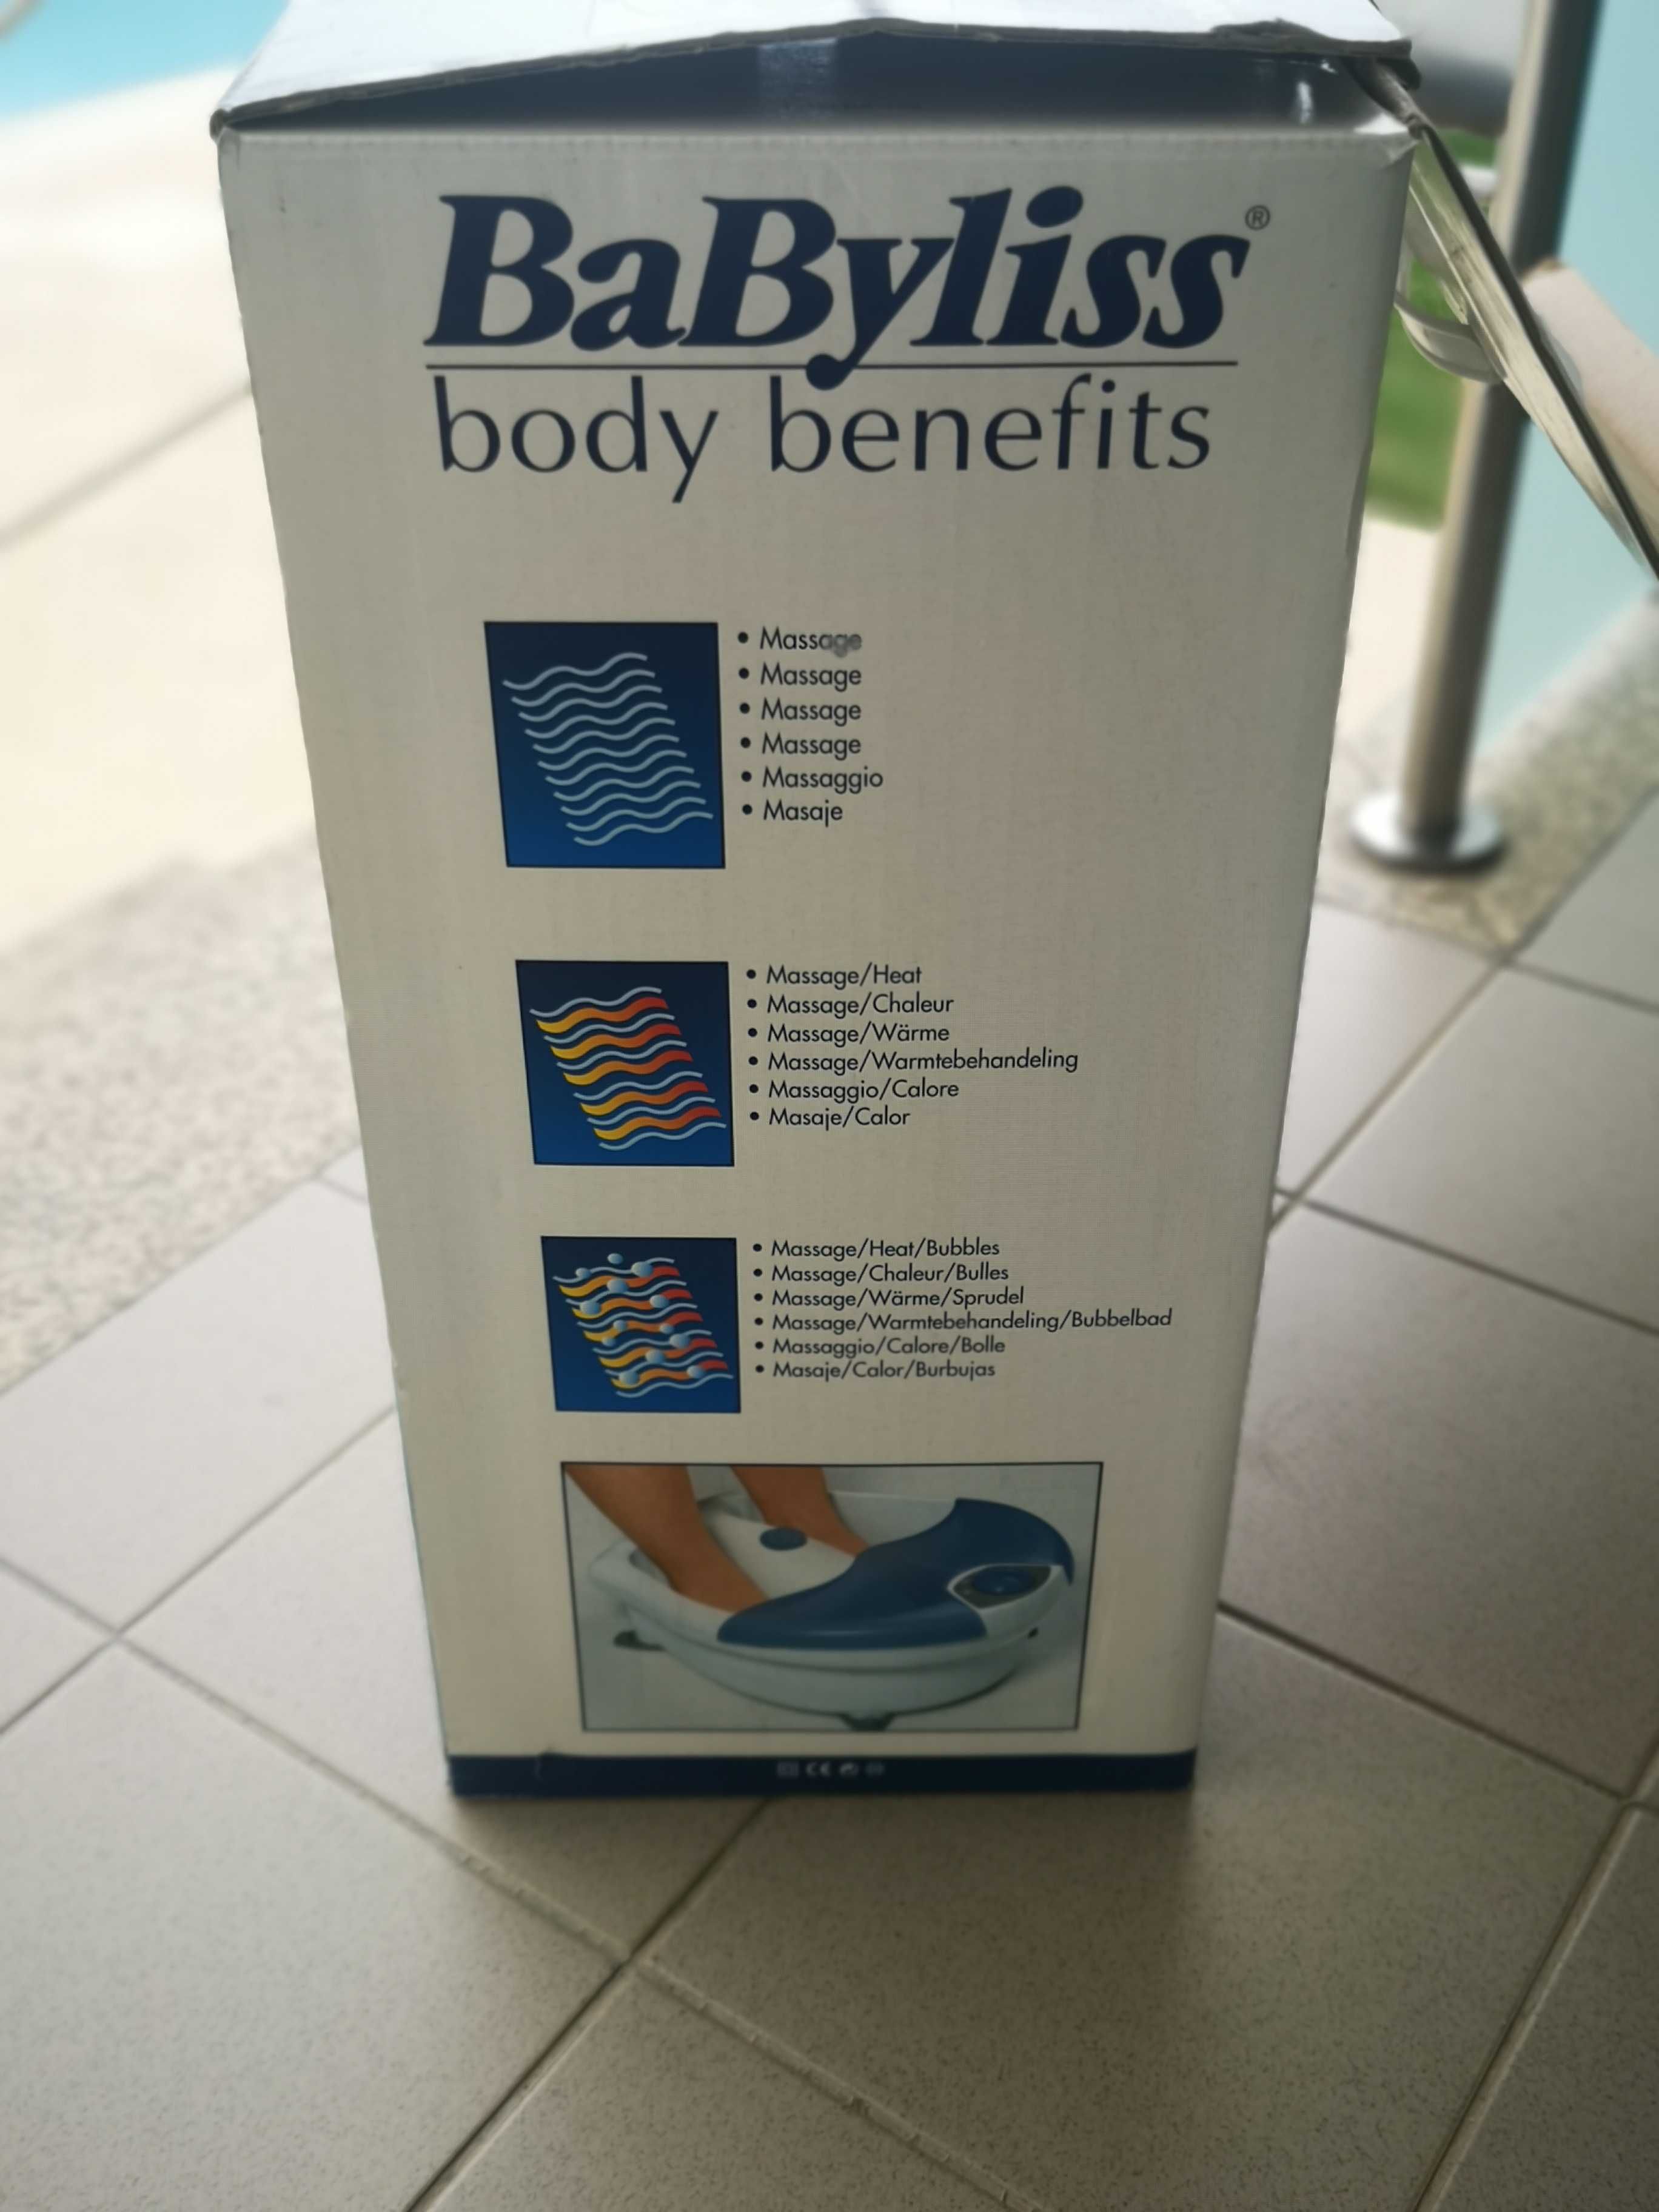 BaByliss®
body benefits
• Massage
• Massage
• Massage
• Massage
• Massaggio
• Masaje
• Massage/Heat
• Massage/Chaleur
• Massage/Wärme
• Massage/Warmtebehandeling
• Massaggio/Calore
• Masaje/Calor
• Massage/Heat/Bubbles
• Massage/Chaleur/Bulles
• Massage/Wärme/Sprudel
• Massage/Warmtebehandeling/Bubbelbad
• Massaggio/Calore/Bolle
• Masaje/Calor/Burbujas
CE